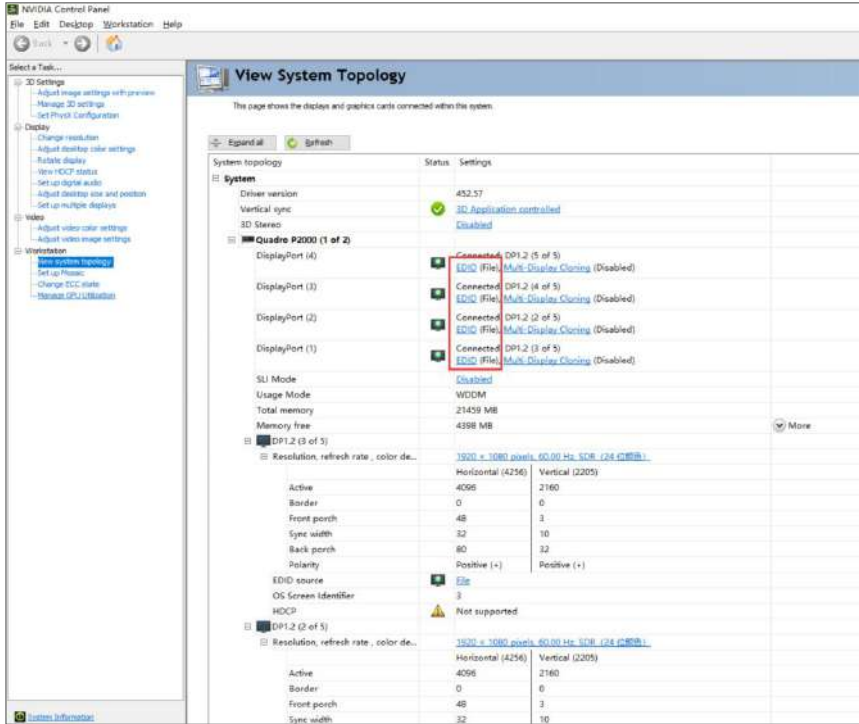 NVIDIA Control Panel
File Edit Desktop Workstation Help
Back
Select a Task...
3D Settings
Adjust image settings with preview
Manage 3D settings
Set PhysX Configuration
Display
Change resolution
Adjust desktop color settings
Rotate display
View HDCP status
Set up digital audio
Adjust desktop size and position
Set up multiple displays
Video
Adjust video color settings
Adjust video image settings
Workstation
View system topology
Set up Mosaic
Change ECC state
Manage GPU Utilization
System Information
View System Topology
This page shows the displays and graphics cards connected within this system.
Expand all Refresh
System topology Status Settings
System
Driver version 452.57
Vertical sync 3D Application controlled
3D Stereo Disabled
Quadro P2000 (1 of 2)
DisplayPort (4) Connected, DP1.2 (5 of 5)
EDID (File), Multi-Display Cloning (Disabled)
DisplayPort (3) Connected, DP1.2 (4 of 5)
EDID (File), Multi-Display Cloning (Disabled)
DisplayPort (2) Connected, DP1.2 (2 of 5)
EDID (File), Multi-Display Cloning (Disabled)
DisplayPort (1) Connected, DP1.2 (3 of 5)
EDID (File), Multi-Display Cloning (Disabled)
SLI Mode Disabled
Usage Mode WDDM
Total memory 21459 MB
Memory free 4398 MB More
DP1.2 (3 of 5)
Resolution, refresh rate , color de... 1920 × 1080 pixels, 60.00 Hz, SDR (24 位颜色)
Horizontal (4256) Vertical (2205)
Active 4096 2160
Border 0 0
Front porch 48 3
Sync width 32 10
Back porch 80 32
Polarity Positive (+) Positive (+)
EDID source File
OS Screen Identifier 3
HDCP Not supported
DP1.2 (2 of 5)
Resolution, refresh rate , color de... 1920 × 1080 pixels, 60.00 Hz, SDR (24 位颜色)
Horizontal (4256) Vertical (2205)
Active 4096 2160
Border 0 0
Front porch 48 3
Sync width 32 10